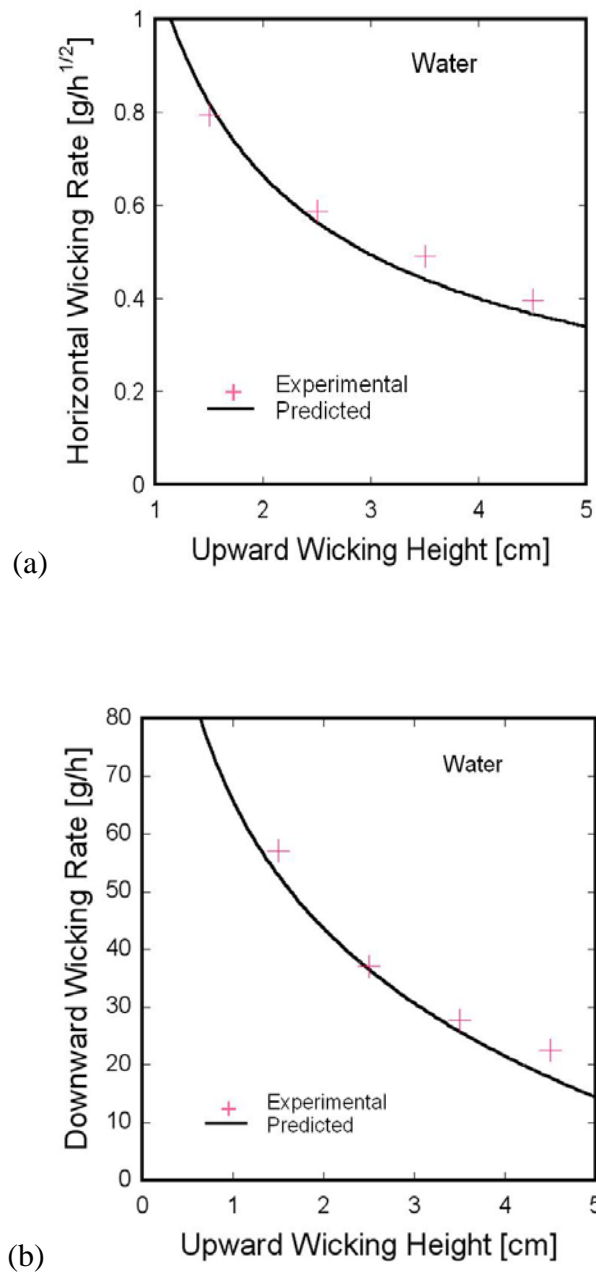 1
Water
0.8
Horizontal Wicking Rate [g/h^1/2]
0.6
0.4
Experimental
Predicted
0.2
0
1 2 3 4 5
Upward Wicking Height [cm]
(a)
80
Water
70
60
Downward Wicking Rate [g/h]
50
40
30
20
Experimental
Predicted
10
0
0 1 2 3 4 5
Upward Wicking Height [cm]
(b)